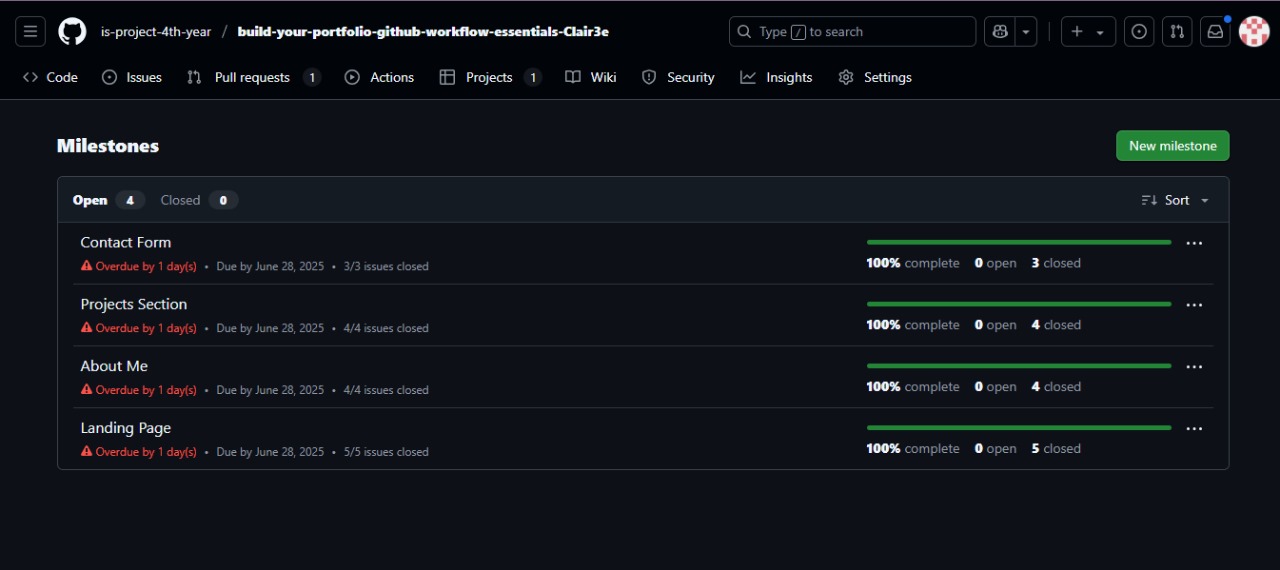 is-project-4th-year / build-your-portfolio-github-workflow-essentials-Clair3e
Type / to search
Code Issues Pull requests 1 Actions Projects 1 Wiki Security Insights Settings
Milestones
New milestone
Open 4 Closed 0 Sort
Contact Form
Overdue by 1 day(s) • Due by June 28, 2025 • 3/3 issues closed
100% complete 0 open 3 closed
Projects Section
Overdue by 1 day(s) • Due by June 28, 2025 • 4/4 issues closed
100% complete 0 open 4 closed
About Me
Overdue by 1 day(s) • Due by June 28, 2025 • 4/4 issues closed
100% complete 0 open 4 closed
Landing Page
Overdue by 1 day(s) • Due by June 28, 2025 • 5/5 issues closed
100% complete 0 open 5 closed